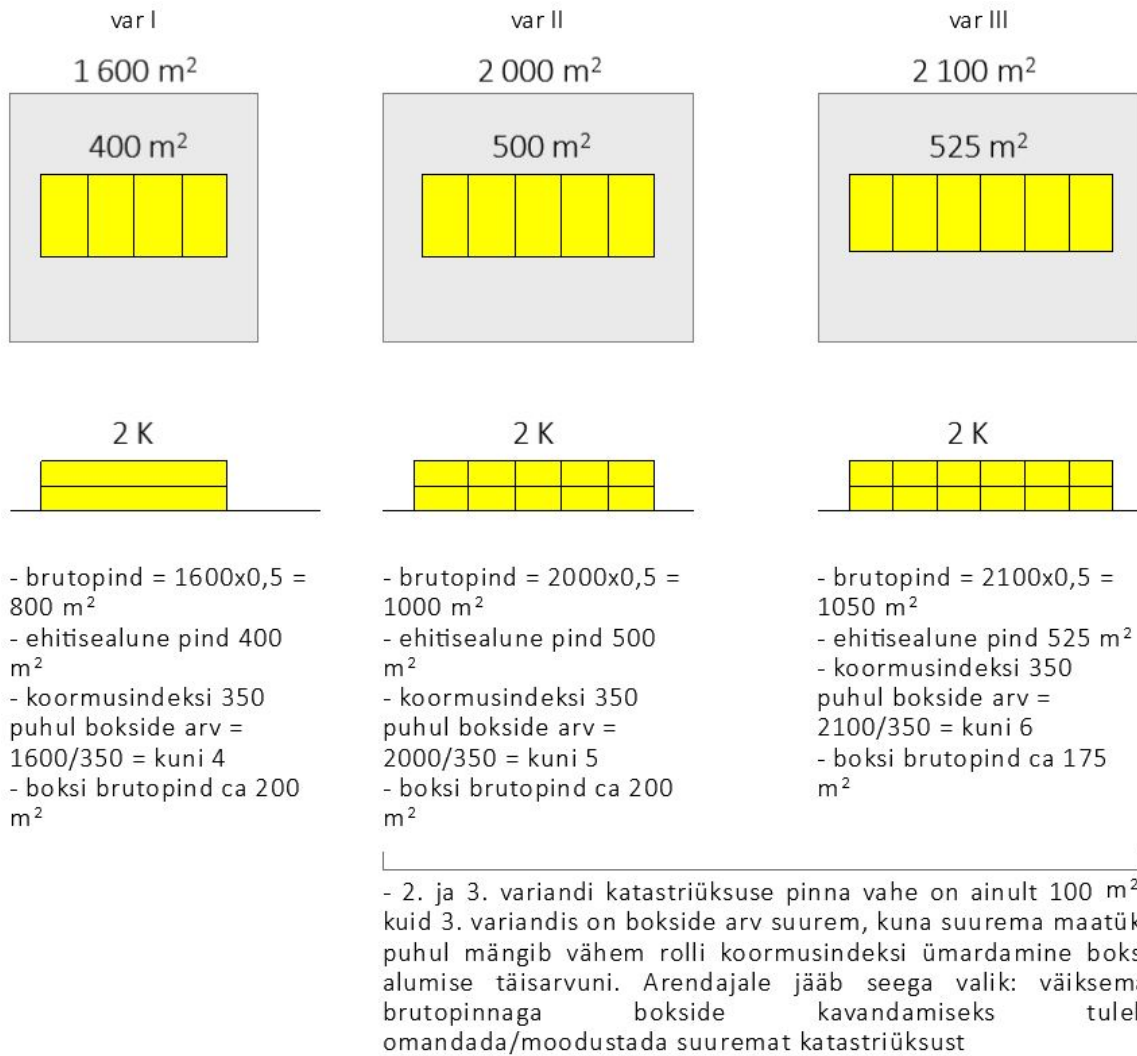 var I
1 600 m²
400 m²
2 K
- brutopind = 1600x0,5 =
800 m²
- ehitisealune pind 400
m²
- koormusindeksi 350
puhul bokside arv =
1600/350 = kuni 4
- boksi brutopind ca 200
m²
var II
2 000 m²
500 m²
2 K
- brutopind = 2000x0,5 =
1000 m²
- ehitisealune pind 500
m²
- koormusindeksi 350
puhul bokside arv =
2000/350 = kuni 5
- boksi brutopind ca 200
m²
var III
2 100 m²
525 m²
2 K
- brutopind = 2100x0,5 =
1050 m²
- ehitisealune pind 525 m²
- koormusindeksi 350
puhul bokside arv =
2100/350 = kuni 6
- boksi brutopind ca 175
m²
- 2. ja 3. variandi katastriüksuse pinna vahe on ainult 100 m²
kuid 3. variandis on bokside arv suurem, kuna suurema
puhul mängib vähem rolli koormusindeksi ümardamine
alumise täisarvuni. Arendajale jääb seega valik:
brutopinnaga bokside kavandamiseks
omandada/moodustada suuremat katastriüksust